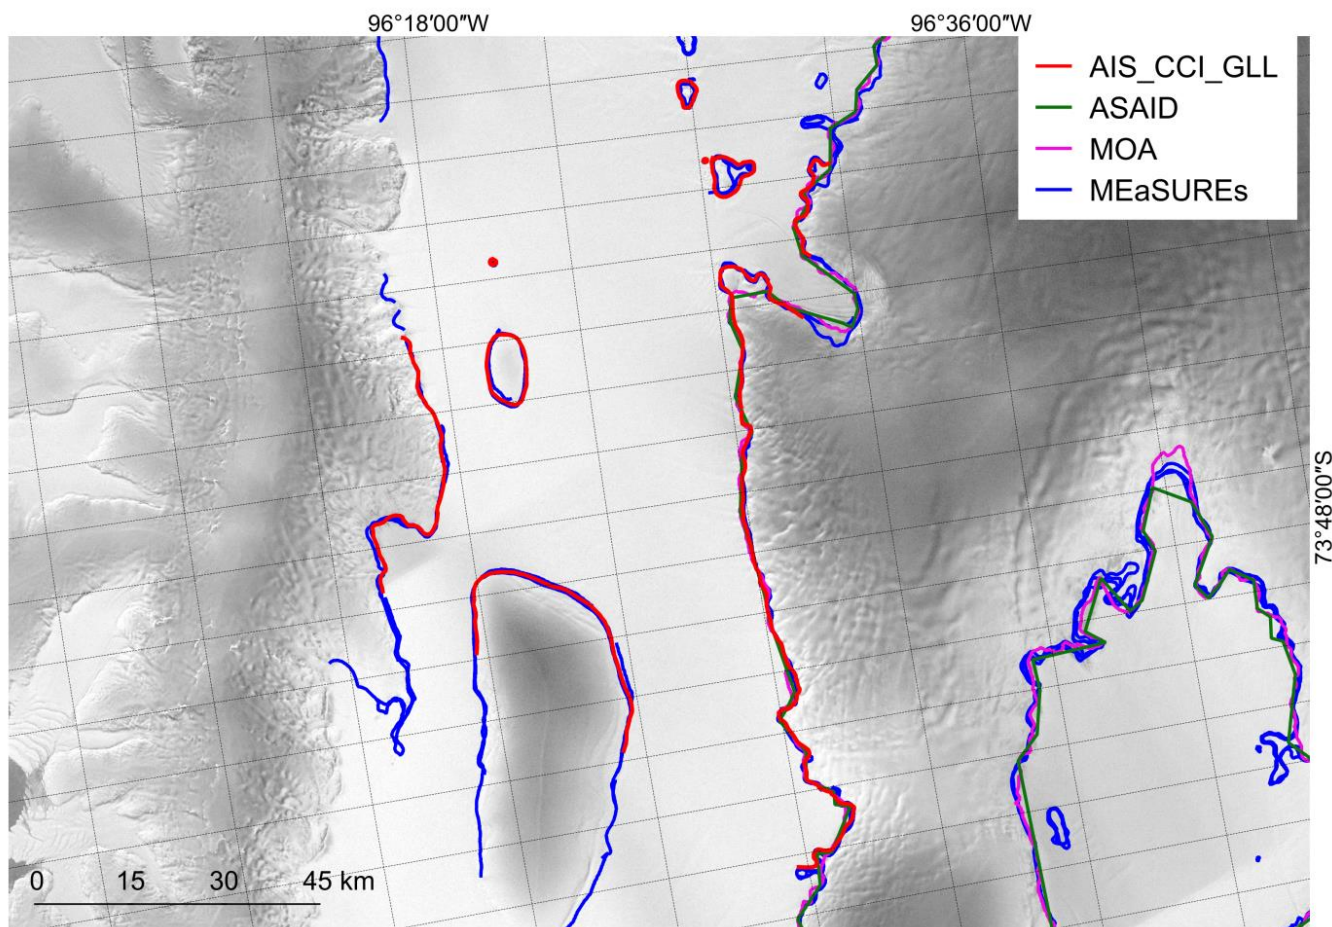 96°18'00"W
96°36'00"W
AIS_CCI_GLL
ASAID
MOA
MEaSUREs
73°48'00"S
0 15 30 45 km